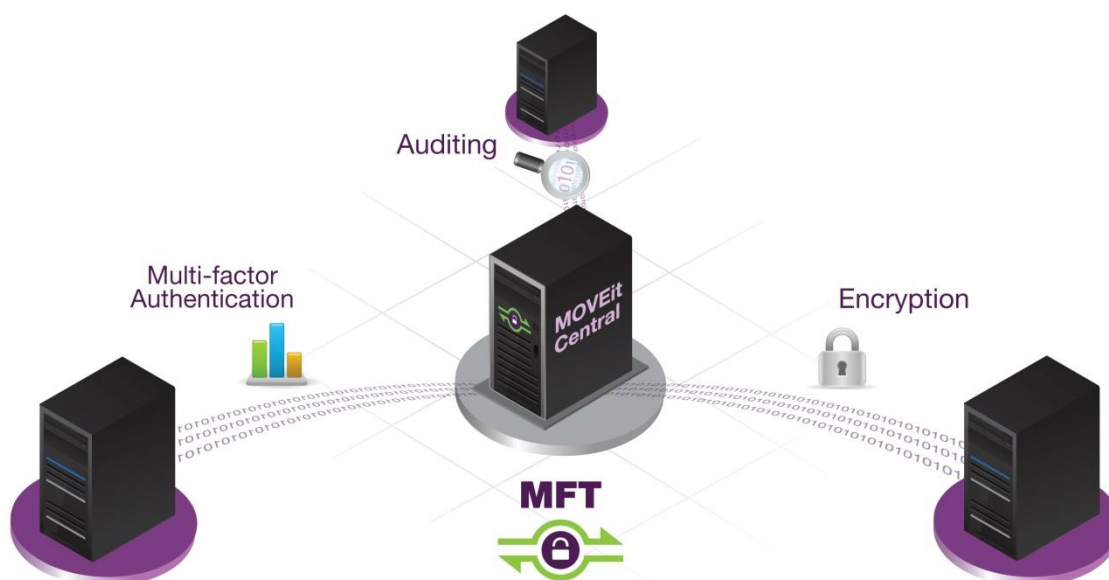 Auditing
Multi-factor
Authentication
MOVEit
Central
Encryption
MFT